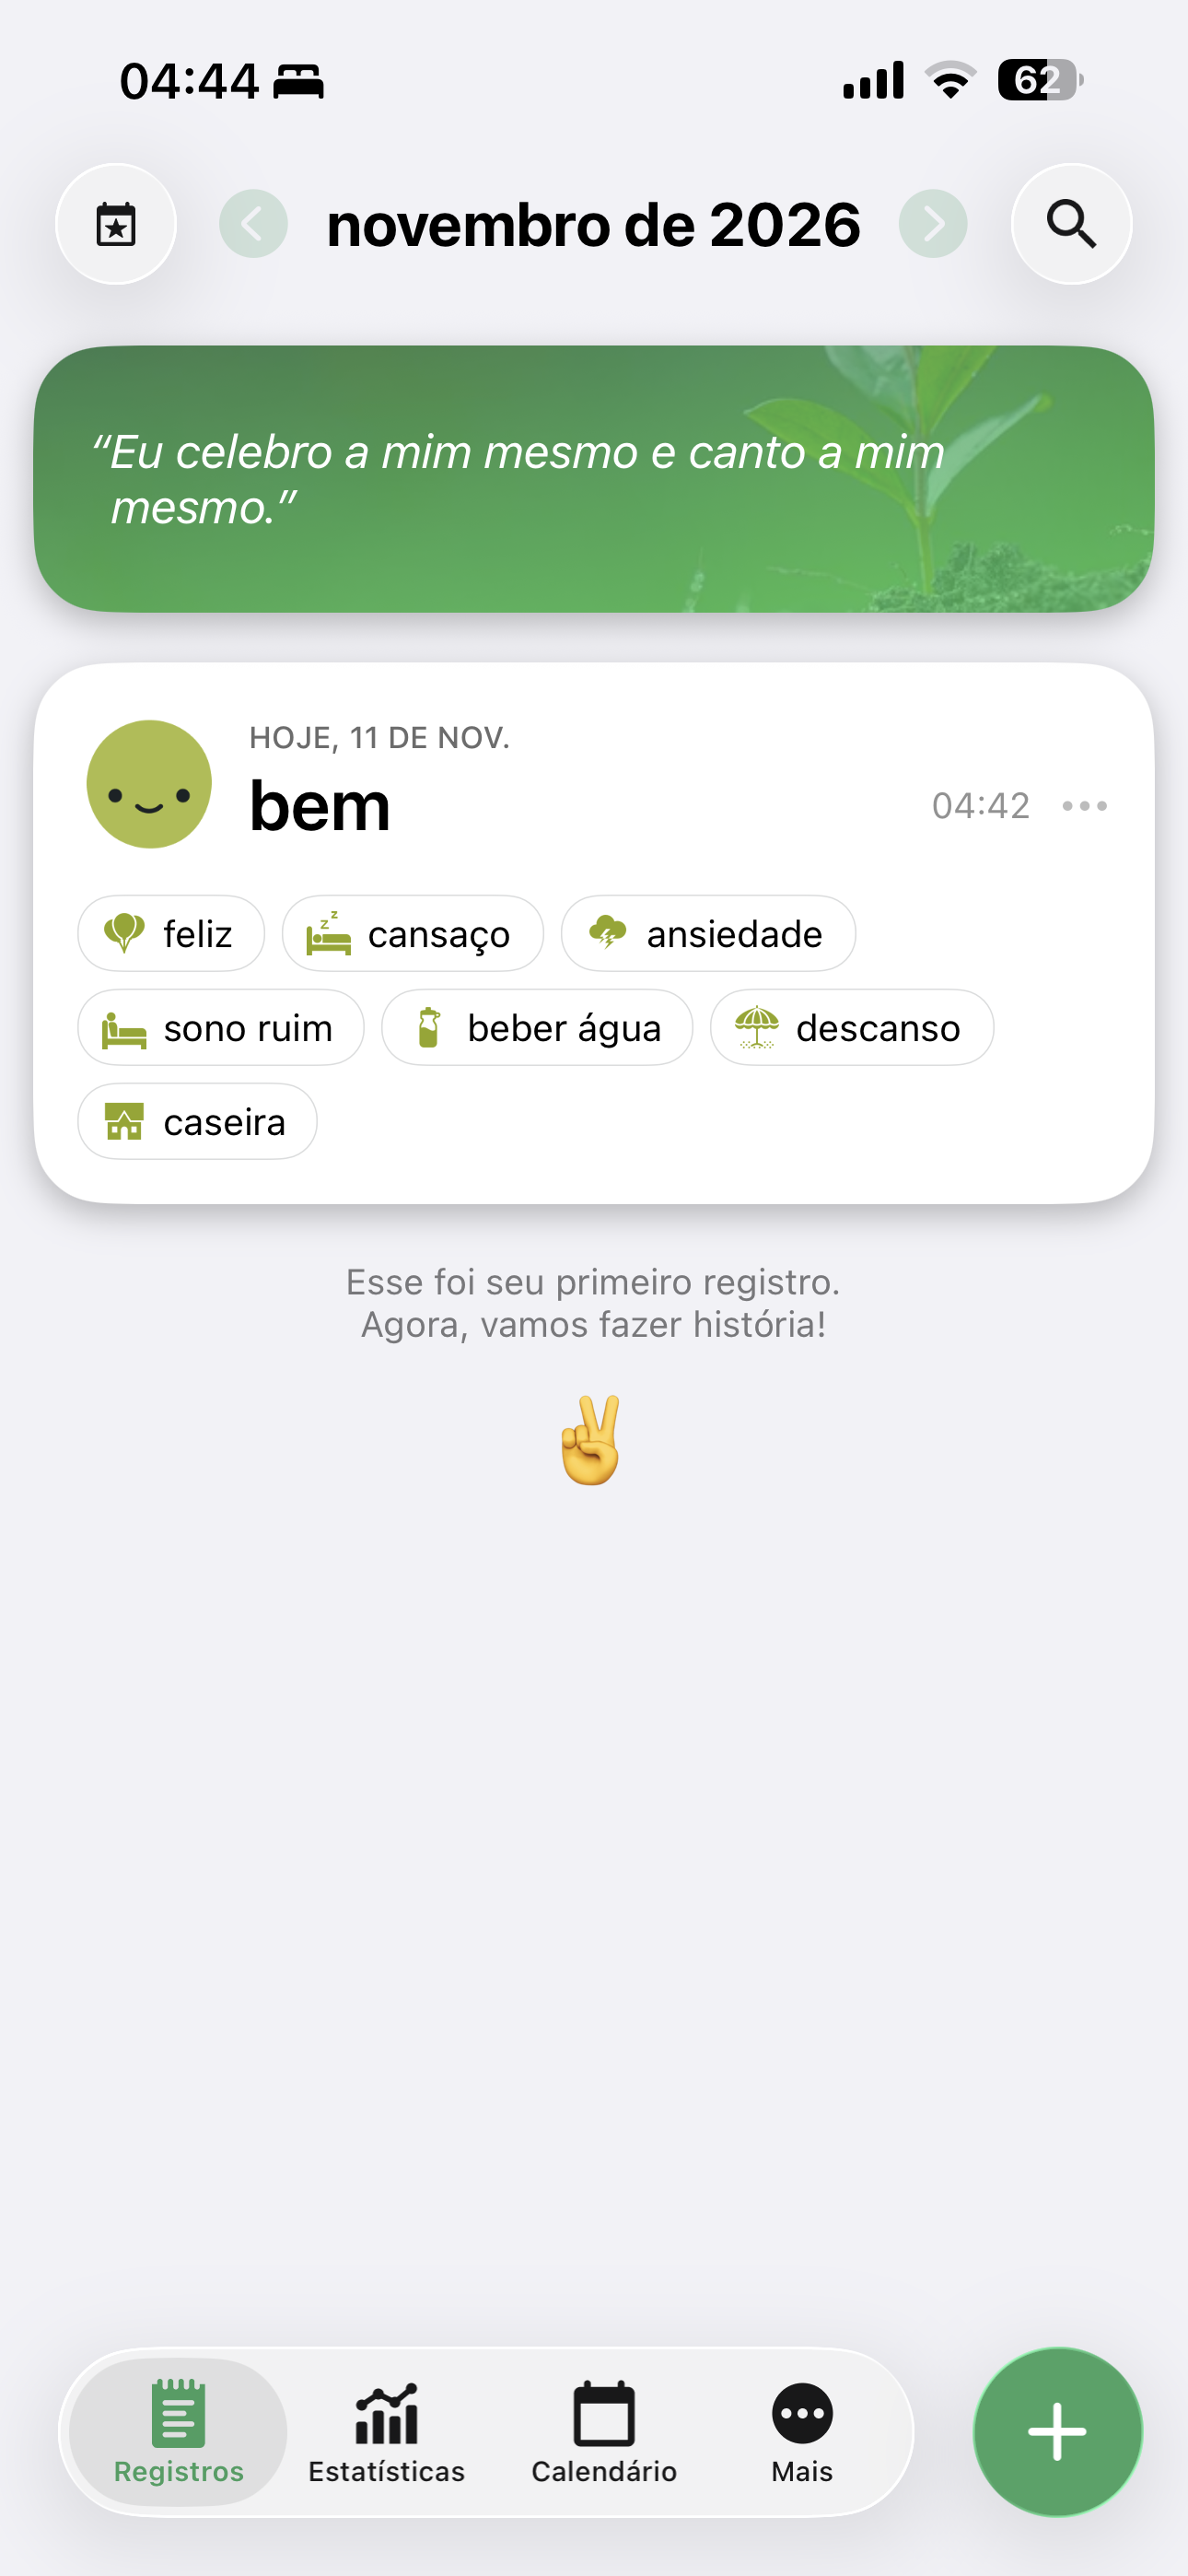 04:44
62
novembro de 2026
“Eu celebro a mim mesmo e canto a mim
mesmo.”
HOJE, 11 DE NOV.
bem
04:42
feliz
cansaço
ansiedade
sono ruim
beber água
descanso
caseira
Esse foi seu primeiro registro.
Agora, vamos fazer história!
Registros
Estatísticas
Calendário
Mais